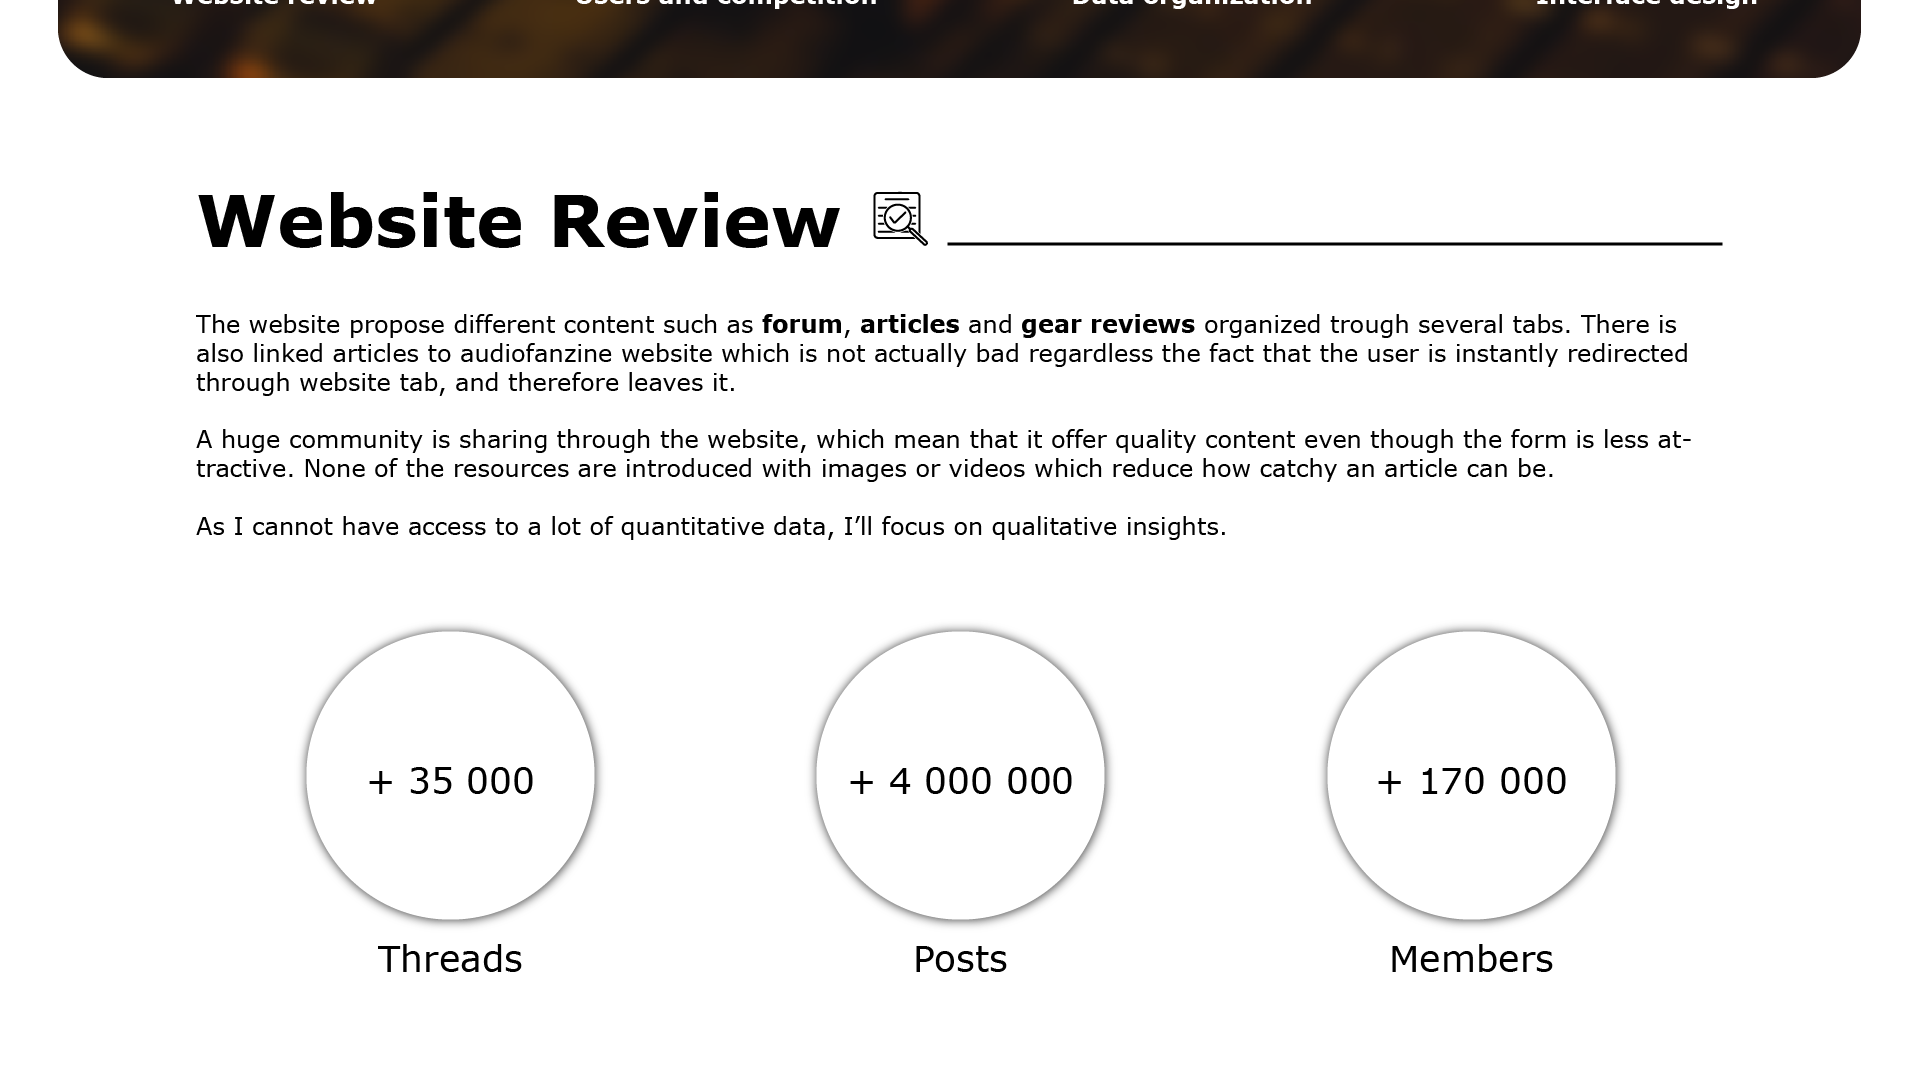 Website review Users and competition Data organization Interface design
Website Review
The website propose different content such as forum, articles and gear reviews organized trough several tabs. There is
also linked articles to audiofanzine website which is not actually bad regardless the fact that the user is instantly redirected
through website tab, and therefore leaves it.
A huge community is sharing through the website, which mean that it offer quality content even though the form is less at-
tractive. None of the resources are introduced with images or videos which reduce how catchy an article can be.
As I cannot have access to a lot of quantitative data, I’ll focus on qualitative insights.
+ 35 000 + 4 000 000 + 170 000
Threads Posts Members